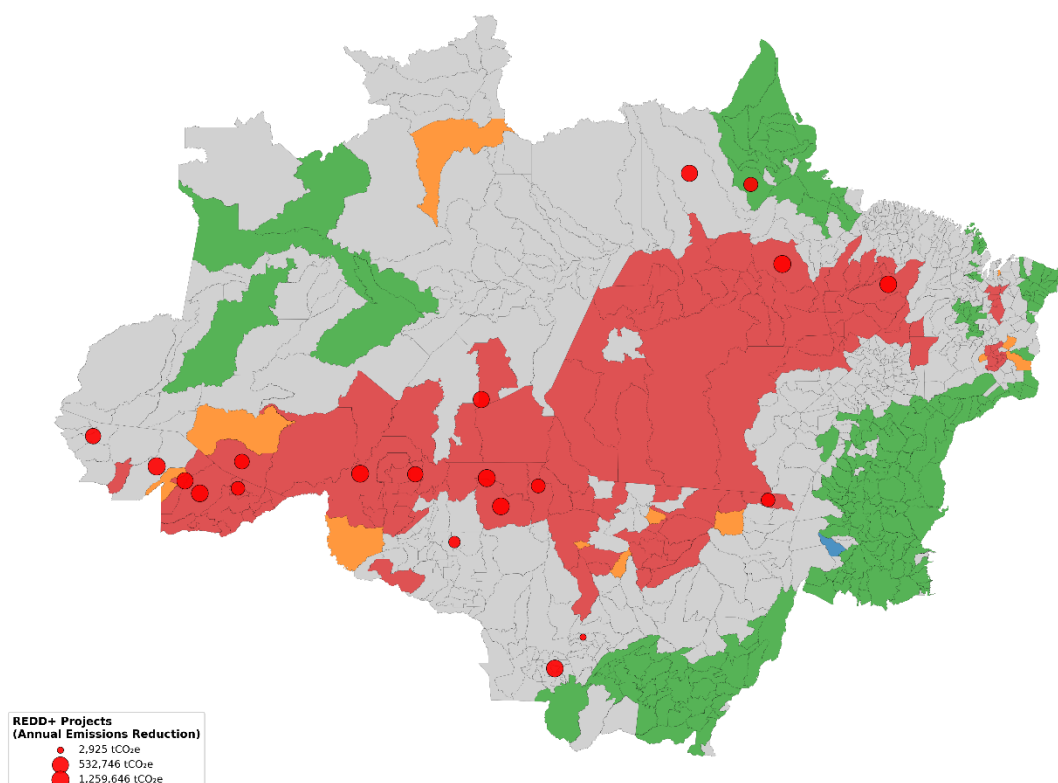 REDD+ Projects
(Annual Emissions Reduction)
2,925 tCO₂e
532,746 tCO₂e
1,259,646 tCO₂e